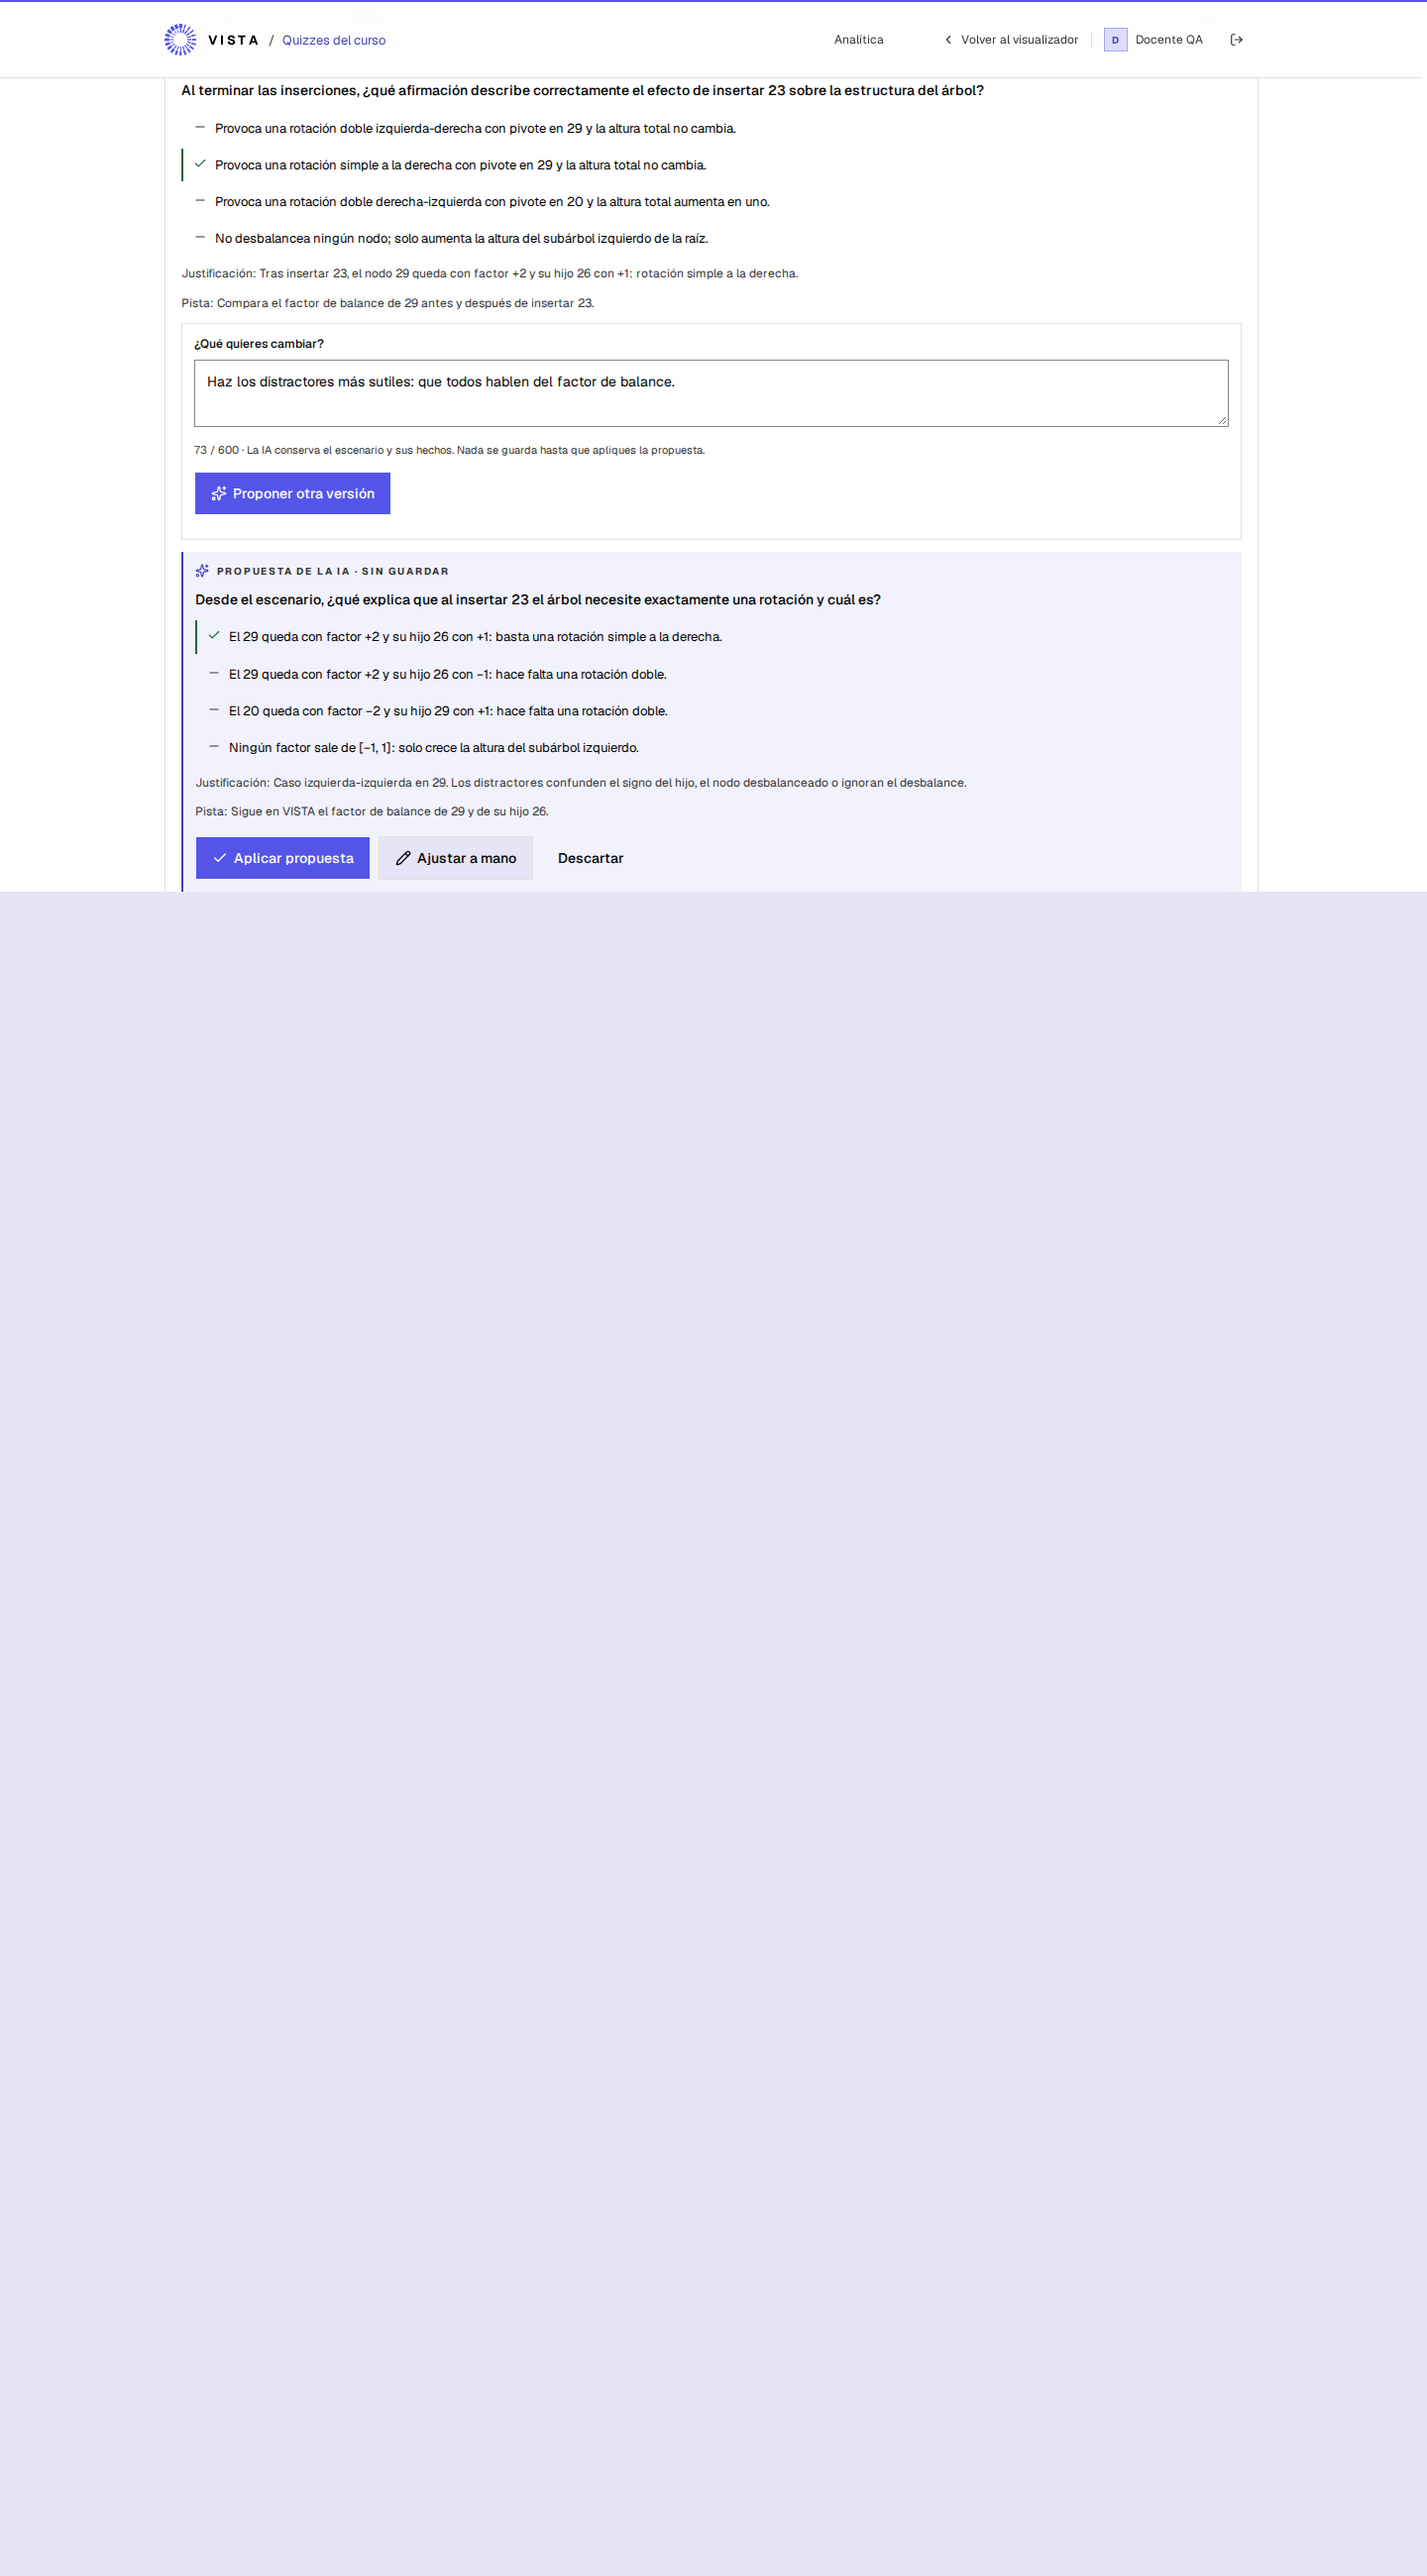 VISTA / Quizzes del curso
Analítica
Volver al visualizador
D Docente QA
Al terminar las inserciones, ¿qué afirmación describe correctamente el efecto de insertar 23 sobre la estructura del árbol?
Provoca una rotación doble izquierda-derecha con pivote en 29 y la altura total no cambia.
Provoca una rotación simple a la derecha con pivote en 29 y la altura total no cambia.
Provoca una rotación doble derecha-izquierda con pivote en 20 y la altura total aumenta en uno.
No desbalancea ningún nodo; solo aumenta la altura del subárbol izquierdo de la raíz.
Justificación: Tras insertar 23, el nodo 29 queda con factor +2 y su hijo 26 con +1: rotación simple a la derecha.
Pista: Compara el factor de balance de 29 antes y después de insertar 23.
¿Qué quieres cambiar?
Haz los distractores más sutiles: que todos hablen del factor de balance.
73 / 600 · La IA conserva el escenario y sus hechos. Nada se guarda hasta que apliques la propuesta.
Proponer otra versión
PROPUESTA DE LA IA · SIN GUARDAR
Desde el escenario, ¿qué explica que al insertar 23 el árbol necesite exactamente una rotación y cuál es?
El 29 queda con factor +2 y su hijo 26 con +1: basta una rotación simple a la derecha.
El 29 queda con factor +2 y su hijo 26 con −1: hace falta una rotación doble.
El 20 queda con factor −2 y su hijo 29 con +1: hace falta una rotación doble.
Ningún factor sale de [−1, 1]: solo crece la altura del subárbol izquierdo.
Justificación: Caso izquierda-izquierda en 29. Los distractores confunden el signo del hijo, el nodo desbalanceado o ignoran el desbalance.
Pista: Sigue en VISTA el factor de balance de 29 y de su hijo 26.
Aplicar propuesta
Ajustar a mano
Descartar